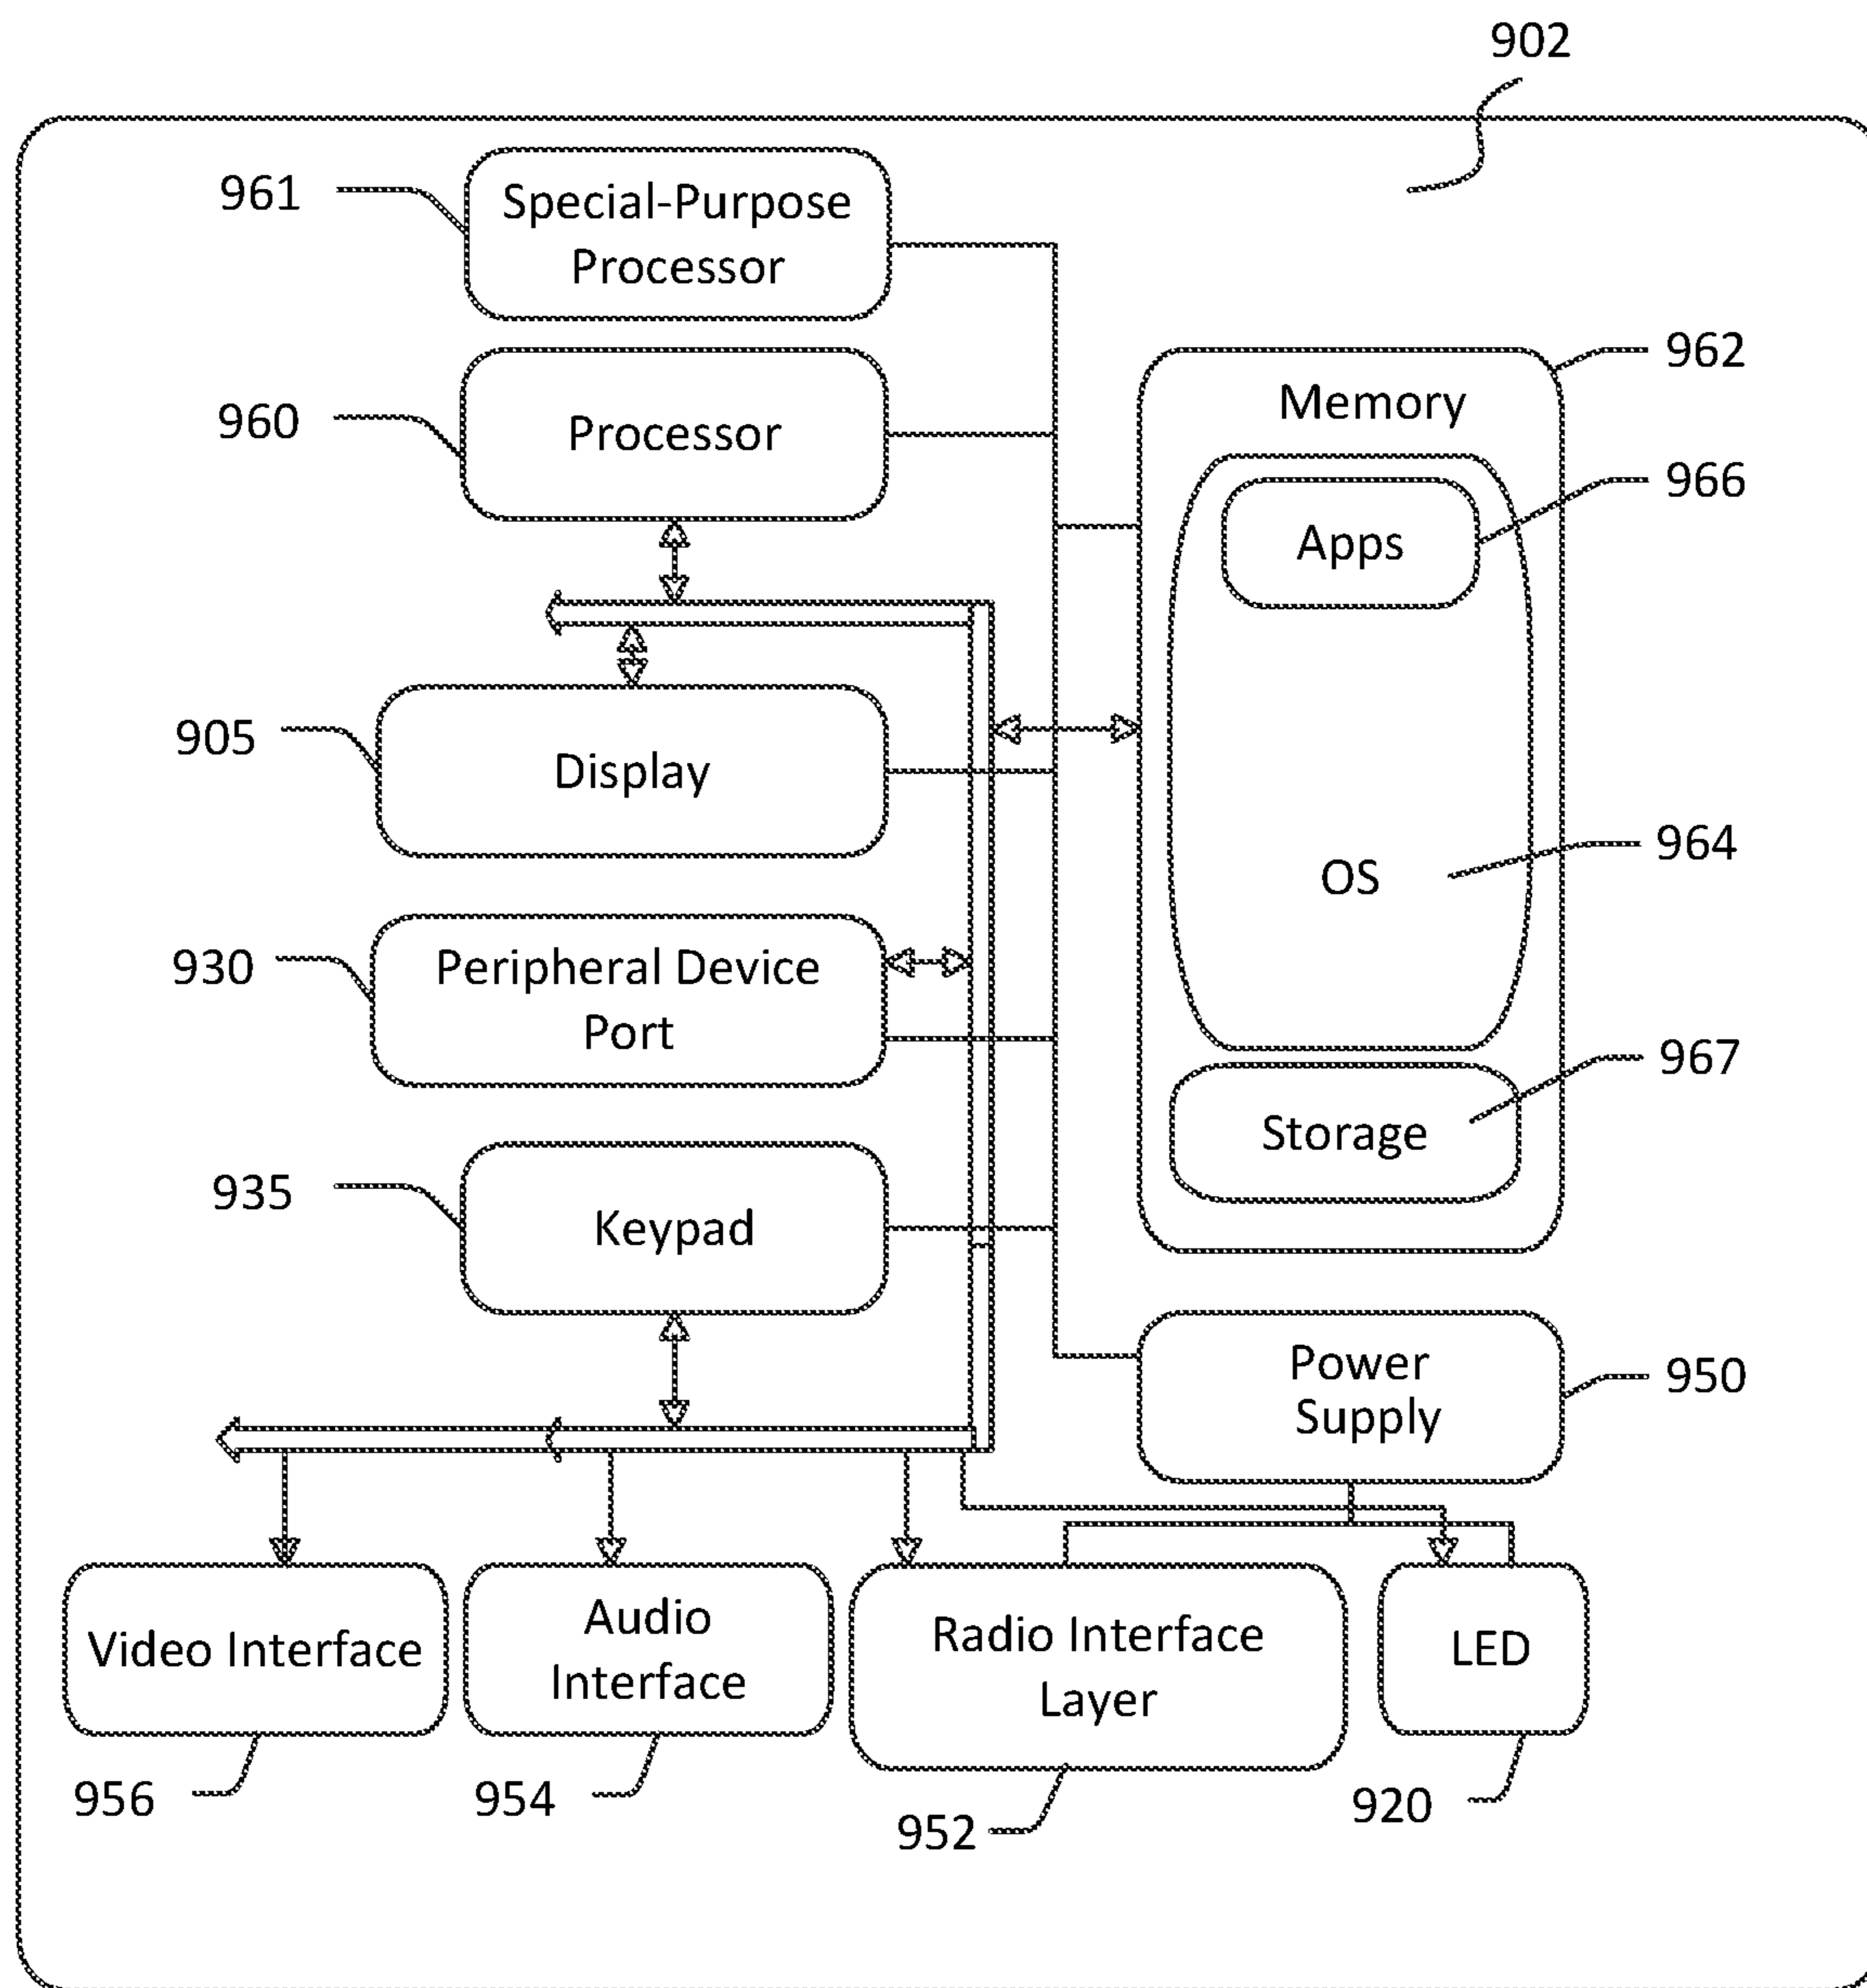 902
961
Special-Purpose
Processor
962
Memory
960
Processor
966
Apps
905
Display
964
OS
930
Peripheral Device
Port
967
Storage
935
Keypad
Power
Supply
950
Video Interface
Audio
Interface
Radio Interface
Layer
LED
956
954
952
920